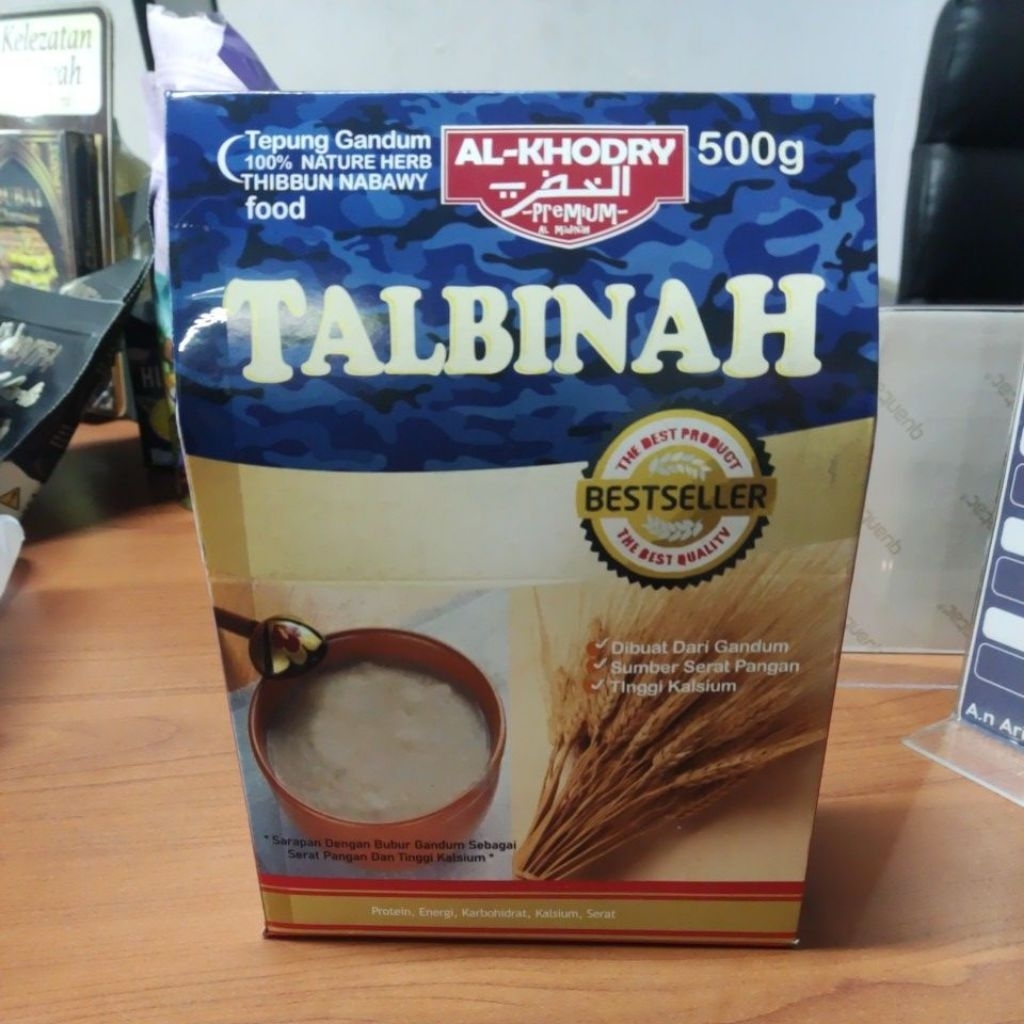 Kelezatan
Tepung Gandum
100% NATURE HERB
THIBBUN NABAWY
food
AL-KHODRY
الخضري
PREMIUM
AL MADINAH
500g
TALBINAH
THE BEST PRODUCT
BESTSELLER
THE BEST QUALITY
Dibuat Dari Gandum
Sumber Serat Pangan
TInggi Kalsium
" Sarapan Dengan Bubur Gandum Sebagai
Serat Pangan Dan Tinggi Kalsium "
Protein, Energi, Karbohidrat, Kalsium, Serat
A.n